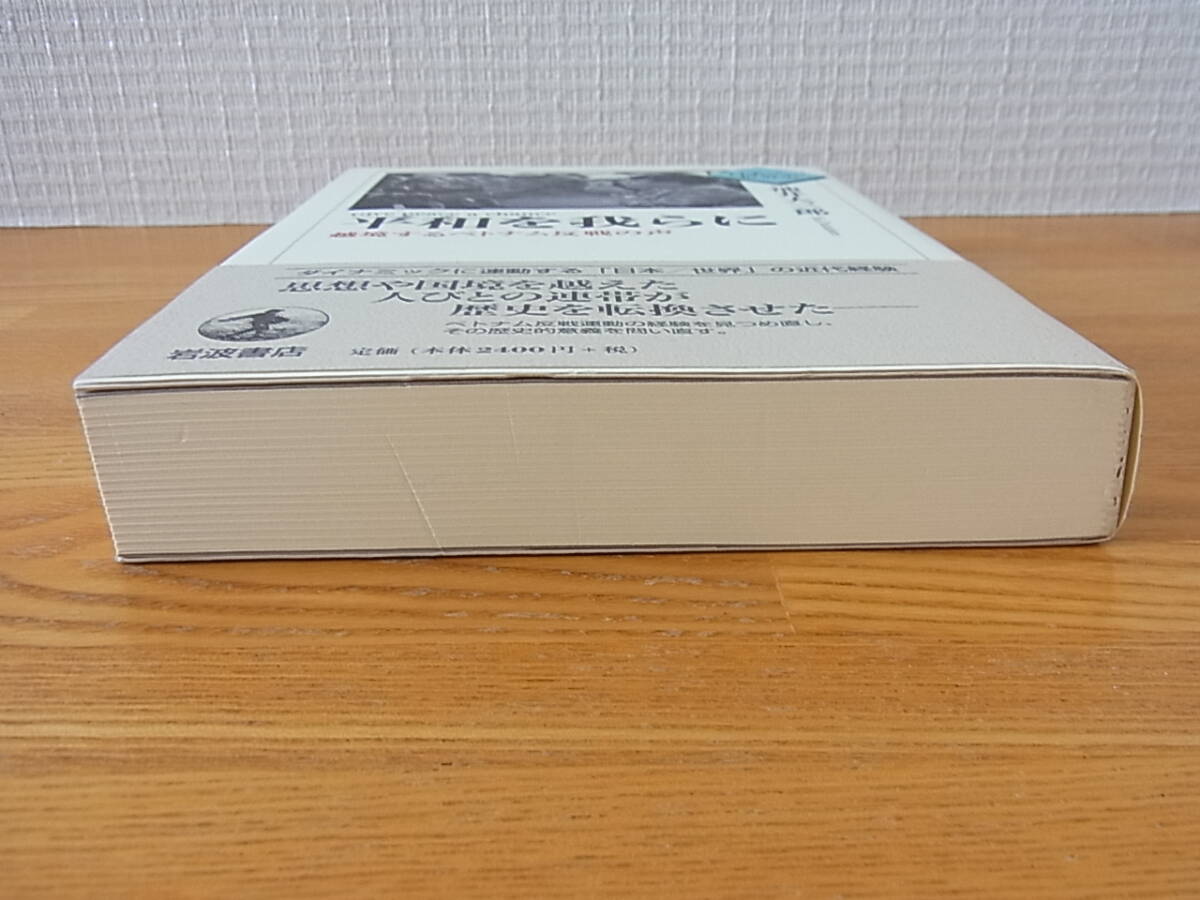 平和を我らに
越境するベトナム反戦の声
ダイナミックに連動する「日本/世界」の近代経験
思想や国境を越えた
人びとの連帯が
歴史を転換させた――
ベトナム反戦運動の経験を見つめ直し、
その歴史的意義を問い直す。
岩波書店 定価(本体2400円+税)